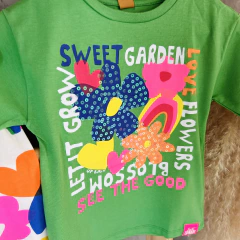 SWEET GARDEN
LOVE FLOWERS
LET IT GROW
BLOSSOM
SEE THE GOOD